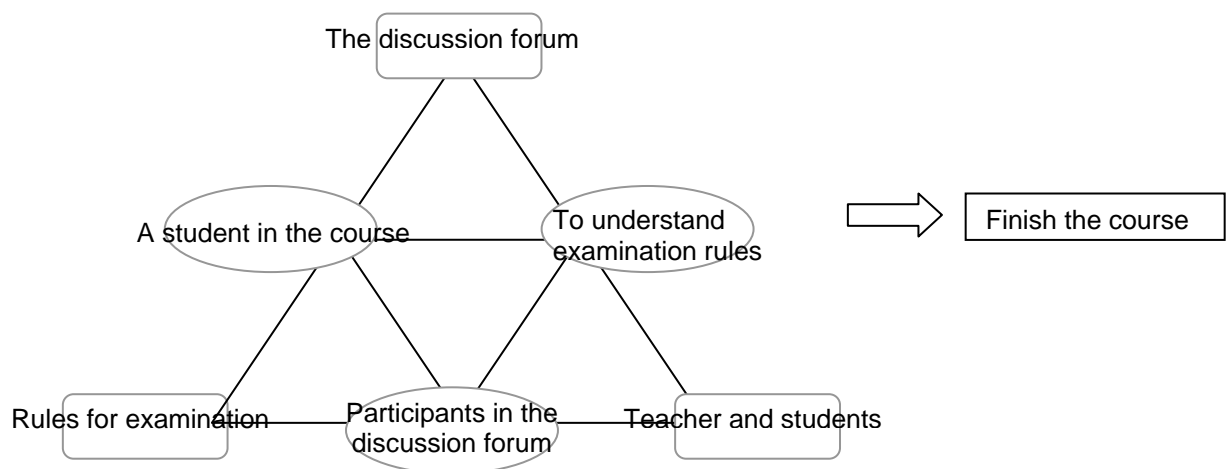 The discussion forum
A student in the course
To understand
examination rules
Finish the course
Rules for examination
Participants in the
discussion forum
Teacher and students